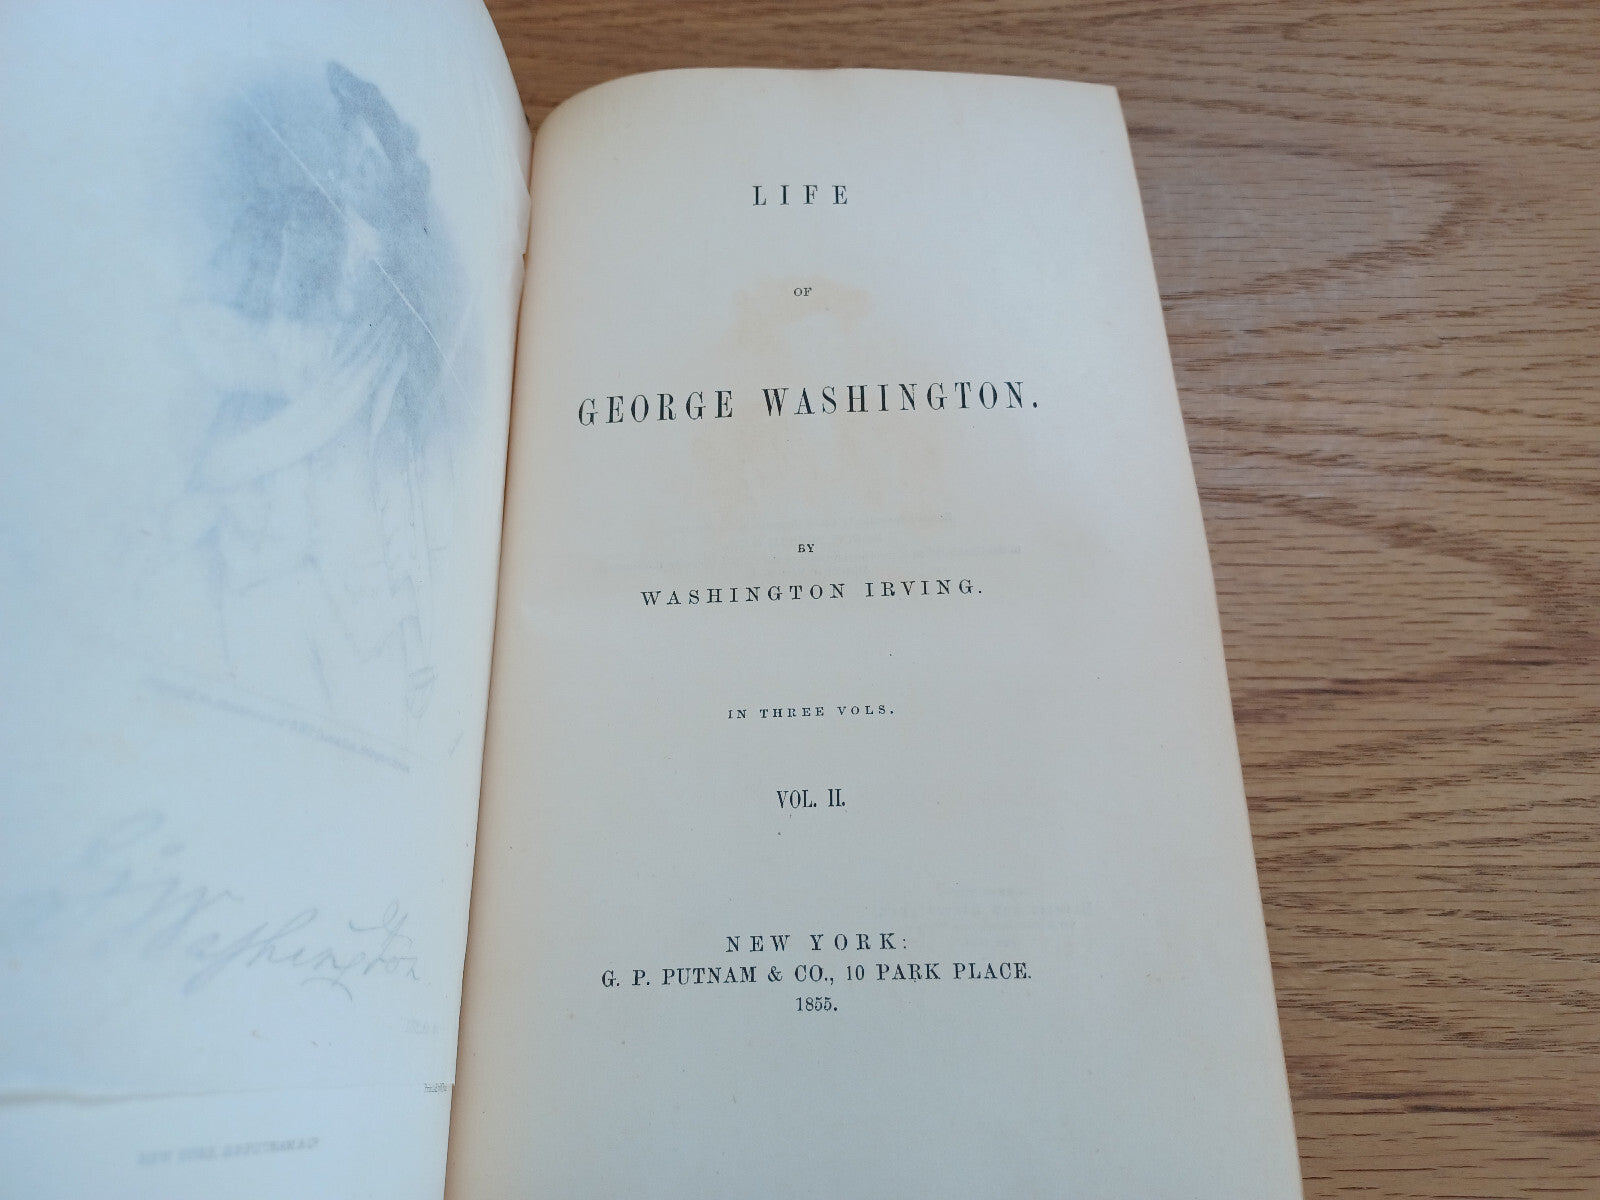 Washington
LIFE
OF
GEORGE WASHINGTON.
BY
WASHINGTON IRVING.
IN THREE VOLS.
VOL. II.
NEW YORK:
G. P. PUTNAM & CO., 10 PARK PLACE.
1855.